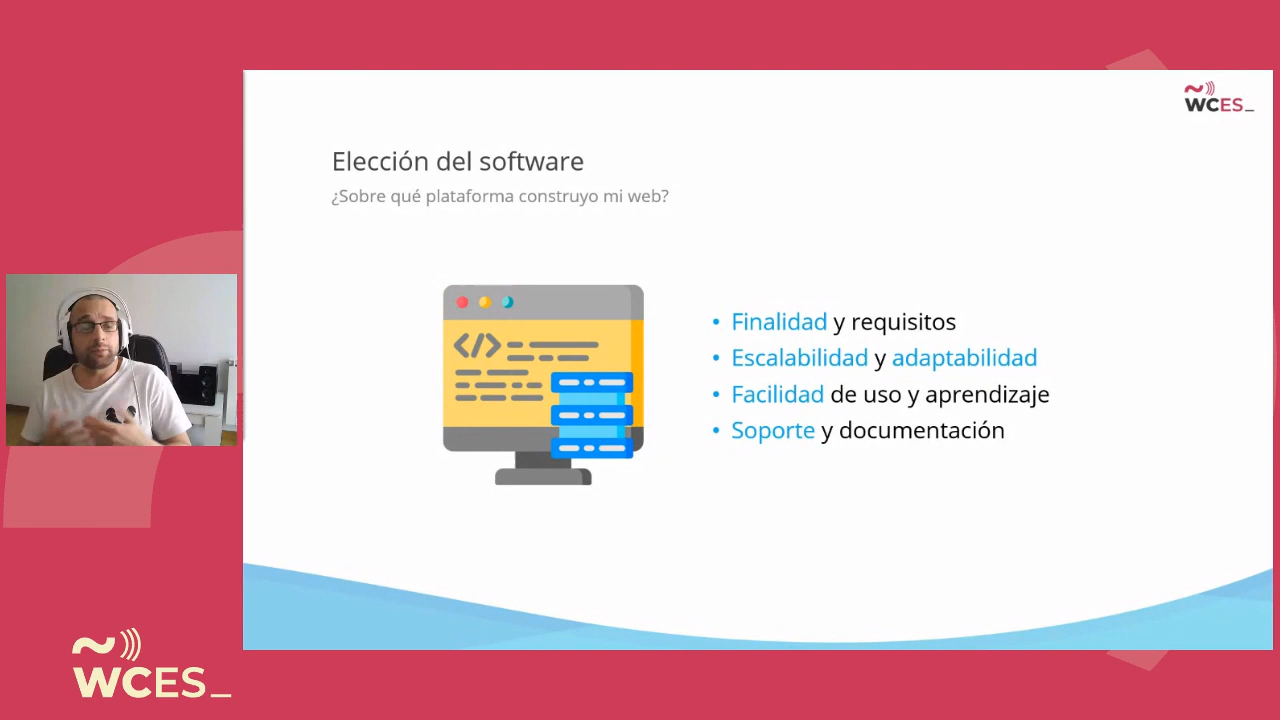 WCES_
Elección del software
¿Sobre qué plataforma construyo mi web?
</>
• Finalidad y requisitos
• Escalabilidad y adaptabilidad
• Facilidad de uso y aprendizaje
• Soporte y documentación
WCES_